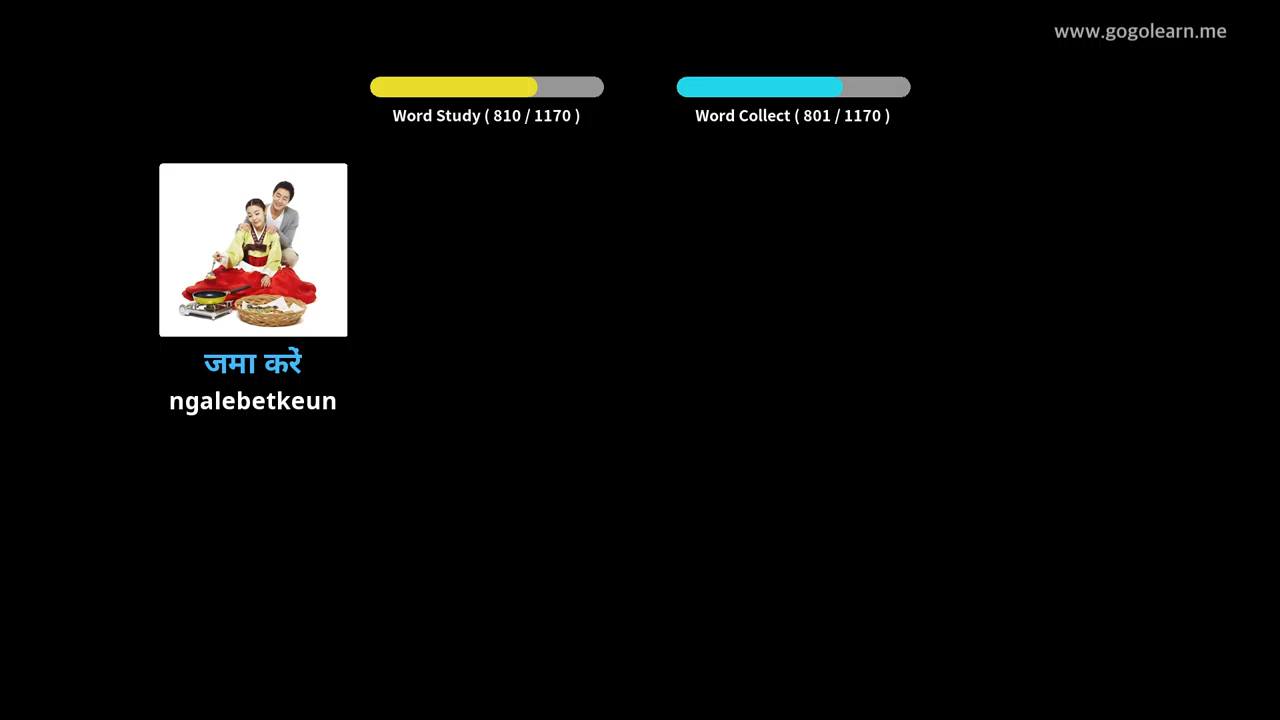 www.gogolearn.me
Word Study ( 810 / 1170 )
Word Collect ( 801 / 1170 )
जमा करें
ngalebetkeun